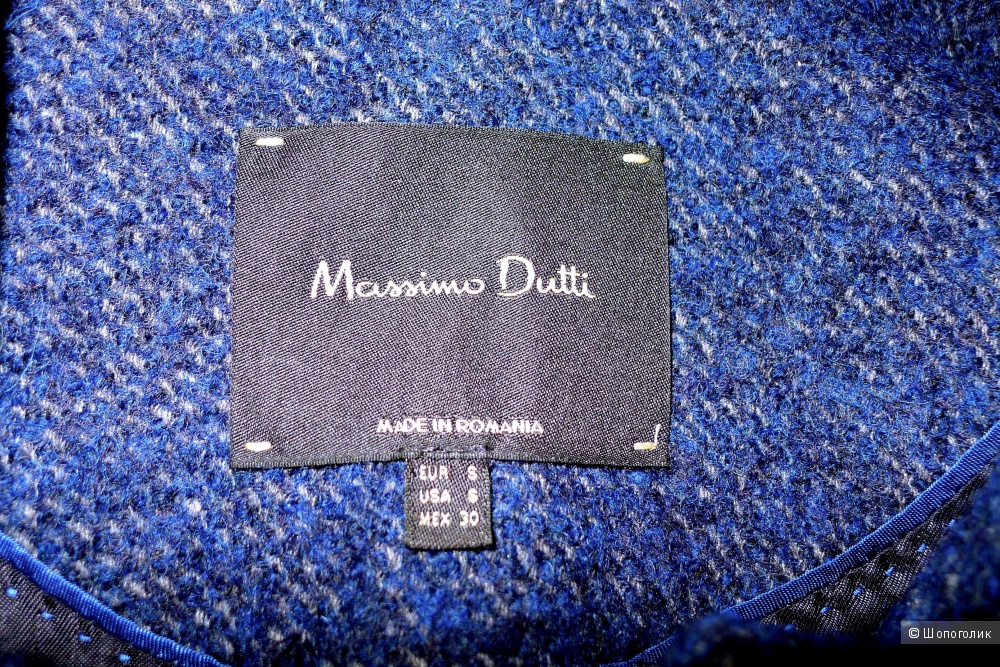 Massimo Dutti
MADE IN ROMANIA
EUR S
USA S
MEX 30
© Шопоголик